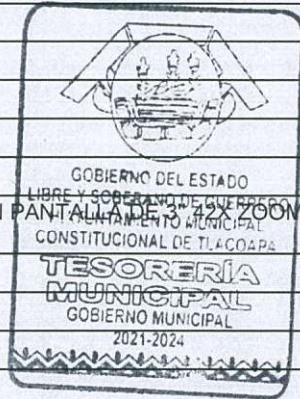 GOBIERNO DEL ESTADO
LIBRE Y SOBERANO DE GUERRERO
N PANTALLA DE 3" 42X ZOOM
MUNICIPAL
CONSTITUCIONAL DE TLACOAPA
TESORERÍA
MUNICIPAL
GOBIERNO MUNICIPAL
2021-2024